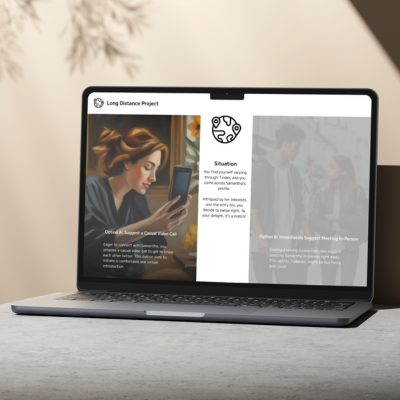 Long Distance Project
Situation
You find yourself swiping
through Tinder, and you
come across Samantha's
profile.
Intrigued by her interests
and the witty bio, you
decide to swipe right. To
your delight, it's a match!
Option A: Suggest a Casual Video Call
Eager to connect with Samantha, you
propose a casual video call to get to know
each other better. This option aims to
initiate a comfortable and virtual
introduction.
Option B: Immediately Suggest Meeting In-Person